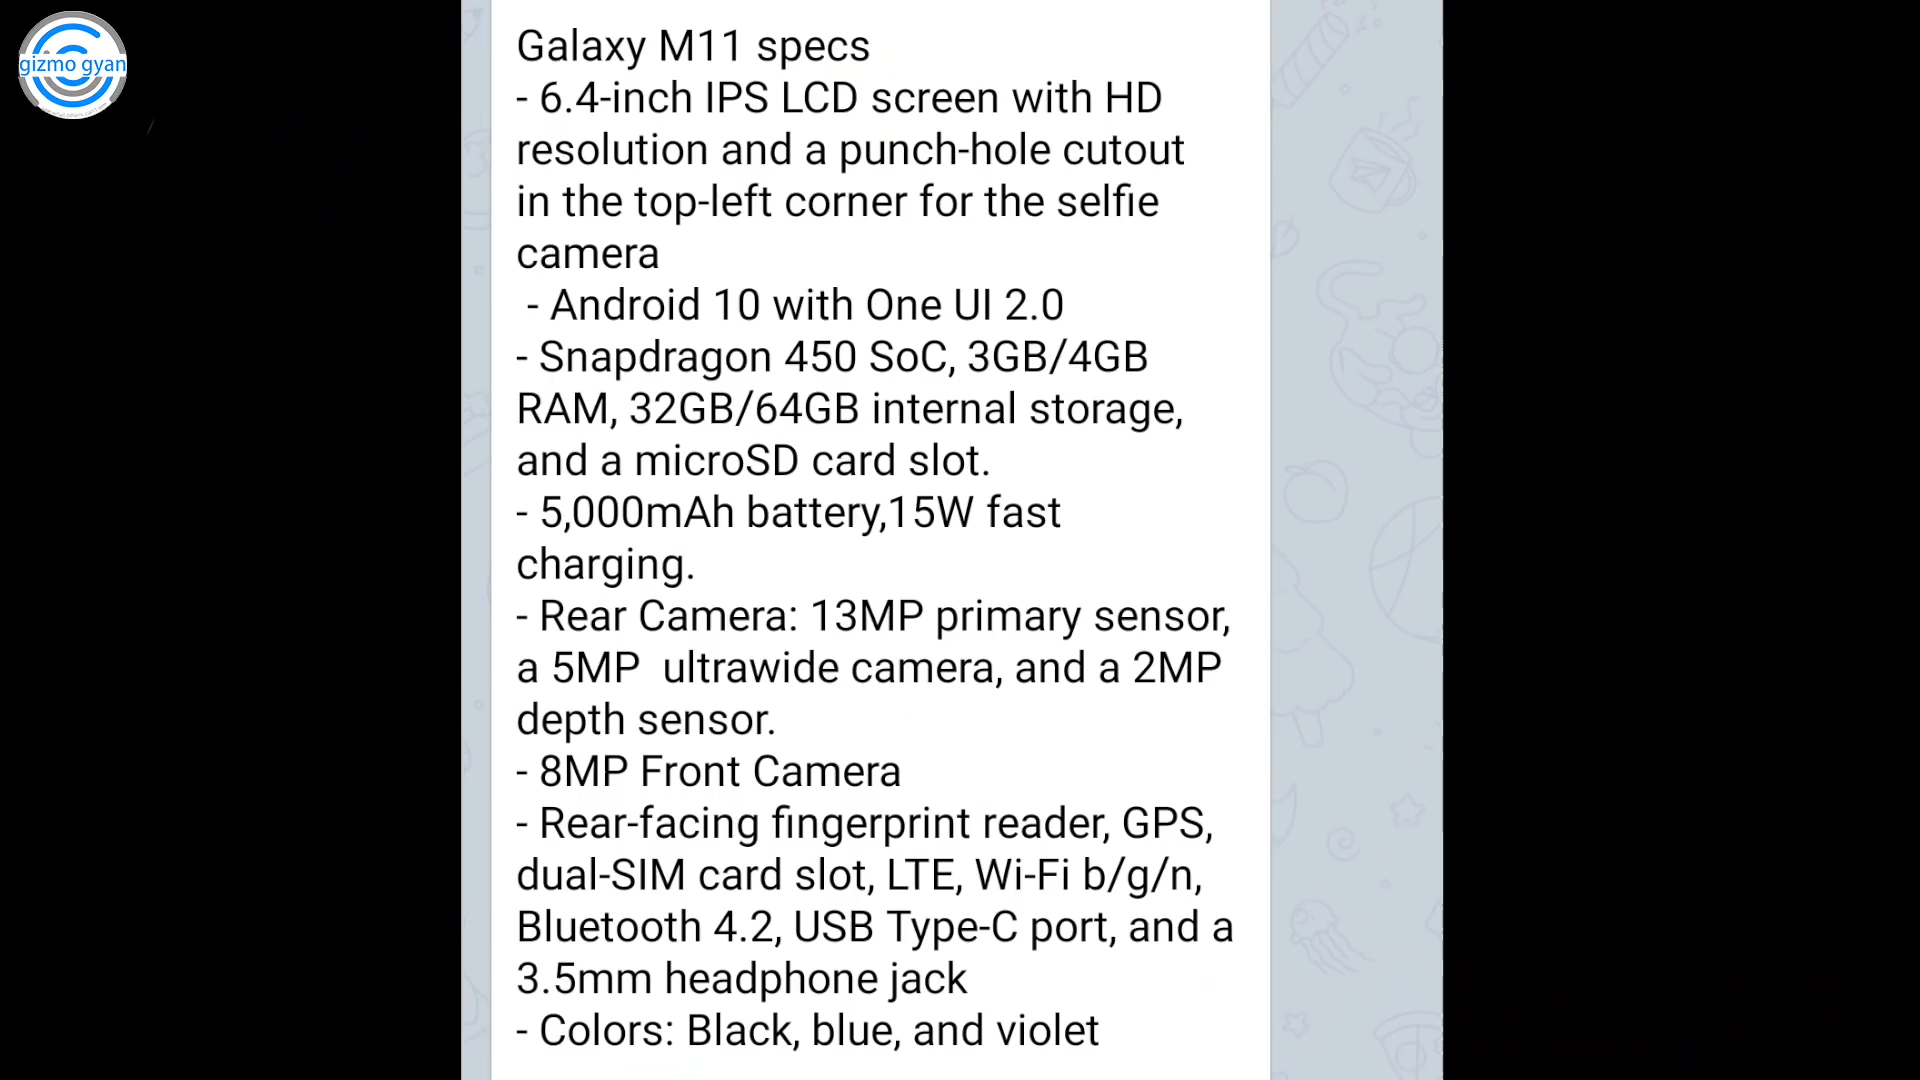 gizmo gyan
Galaxy M11 specs
- 6.4-inch IPS LCD screen with HD
resolution and a punch-hole cutout
in the top-left corner for the selfie
camera
- Android 10 with One UI 2.0
- Snapdragon 450 SoC, 3GB/4GB
RAM, 32GB/64GB internal storage,
and a microSD card slot.
- 5,000mAh battery,15W fast
charging.
- Rear Camera: 13MP primary sensor,
a 5MP  ultrawide camera, and a 2MP
depth sensor.
- 8MP Front Camera
- Rear-facing fingerprint reader, GPS,
dual-SIM card slot, LTE, Wi-Fi b/g/n,
Bluetooth 4.2, USB Type-C port, and a
3.5mm headphone jack
- Colors: Black, blue, and violet